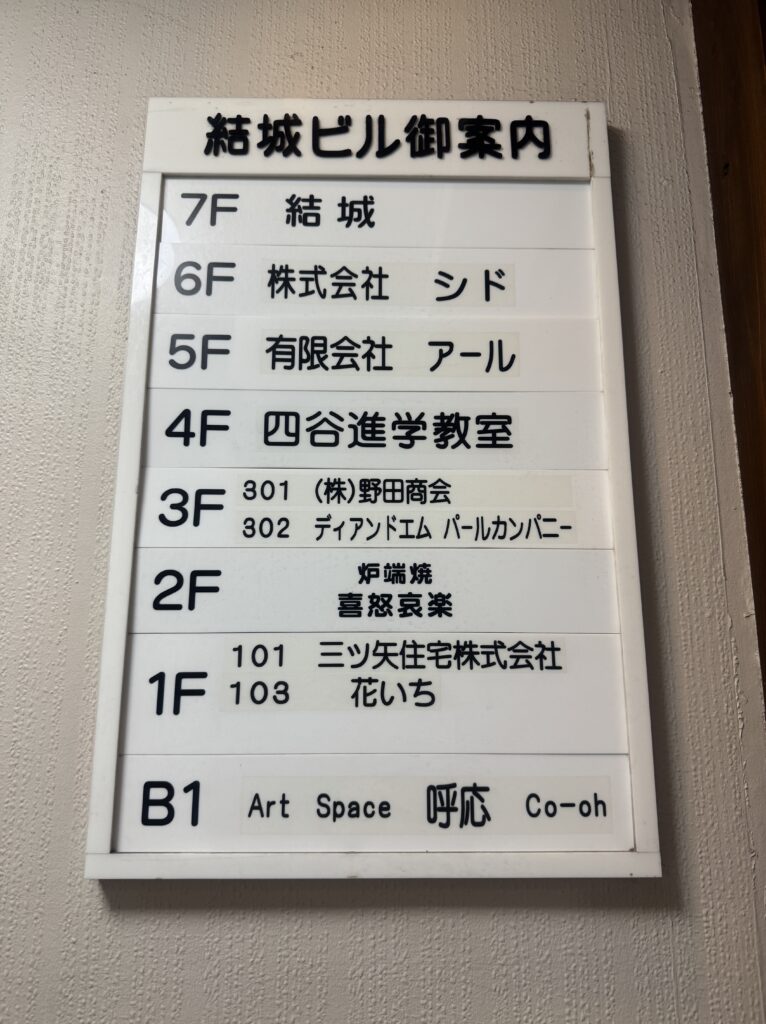 結城ビル御案内
7F 結城
6F 株式会社 シド
5F 有限会社 アール
4F 四谷進学教室
3F 301 (株)野田商会
302 ディアンドエム パールカンパニー
2F 炉端焼
喜怒哀楽
1F 101 三ツ矢住宅株式会社
103 花いち
B1 Art Space 呼応 Co-oh